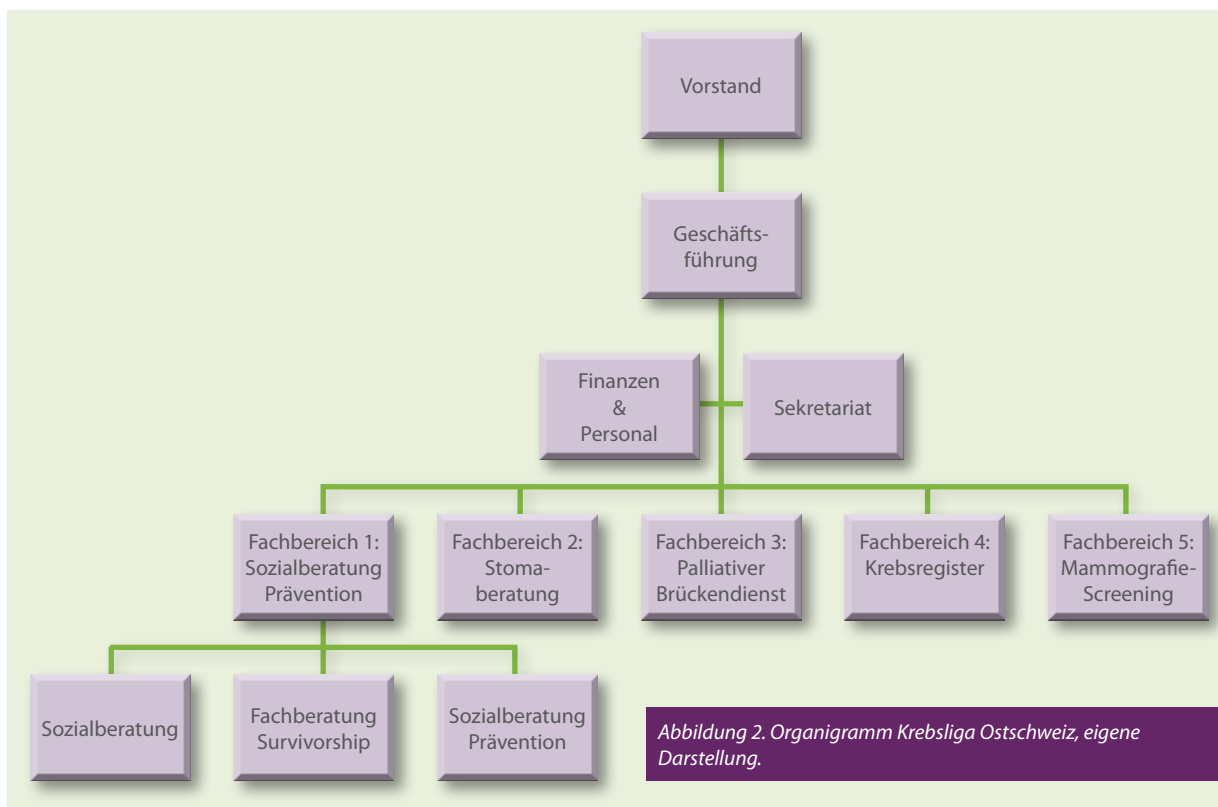 Vorstand
Geschäfts-
führung
Finanzen
&
Personal
Sekretariat
Fachbereich 1:
Sozialberatung
Prävention
Fachbereich 2:
Stoma-
beratung
Fachbereich 3:
Palliativer
Brückendienst
Fachbereich 4:
Krebsregister
Fachbereich 5:
Mammografie-
Screening
Sozialberatung
Fachberatung
Survivorship
Sozialberatung
Prävention
Abbildung 2. Organigramm Krebsliga Ostschweiz, eigene
Darstellung.